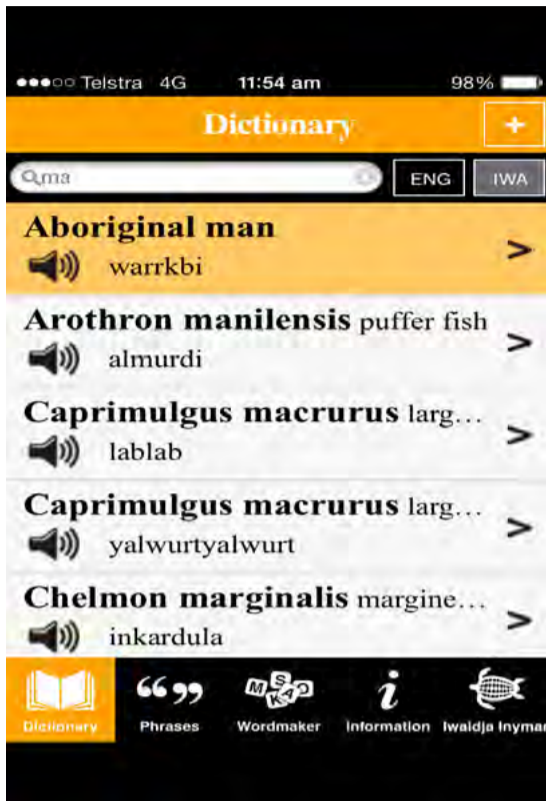 Telstra 4G 11:54 am 98%
Dictionary +
ma ENG IWA
Aboriginal man
warrkbi >
Arothron manilensis puffer fish
almurdi >
Caprimulgus macrurus larg...
lablab >
Caprimulgus macrurus larg...
yalwurtyalwurt >
Chelmon marginalis margine...
inkardula >
M S K A O
Dictionary Phrases Wordmaker Information Iwaidja Inyman